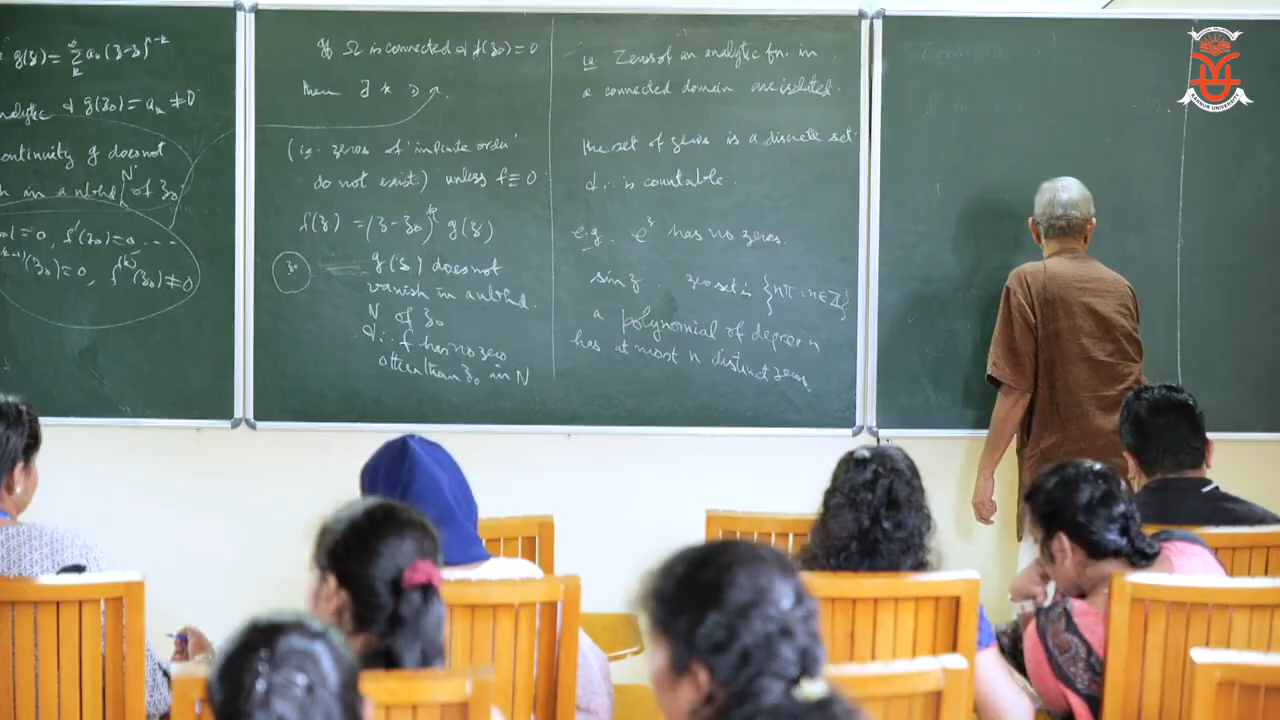 g(z) = Σ aₙ (z-z₀)ⁿ⁻ᵏ
analytic & g(z₀) = aₖ ≠ 0
continuity g does not
in a nbhd N of z₀
= 0, f'(z₀) = 0, ...
(z₀) = 0, f⁽ᵏ⁾(z₀) ≠ 0
If Ω is connected & f(z₀) = 0
then ∃ k ∋
(ie. zeros of 'infinite order'
do not exist.) unless f ≡ 0
f(z) = (z-z₀)ᵏ g(z)
z₀
g(z) does not
vanish in a nbhd.
N of z₀
& ∴ f has no zero
other than z₀ in N
ie. Zeros of an analytic fn. in
a connected domain are isolated.
the set of zeros is a discrete set
& ∴ is countable.
e.g. eᶻ has no zeros.
sin z. zero set is {nπ : n ∈ ℤ}
a polynomial of degree n
has at most n distinct zeros.
KANNUR UNIVERSITY